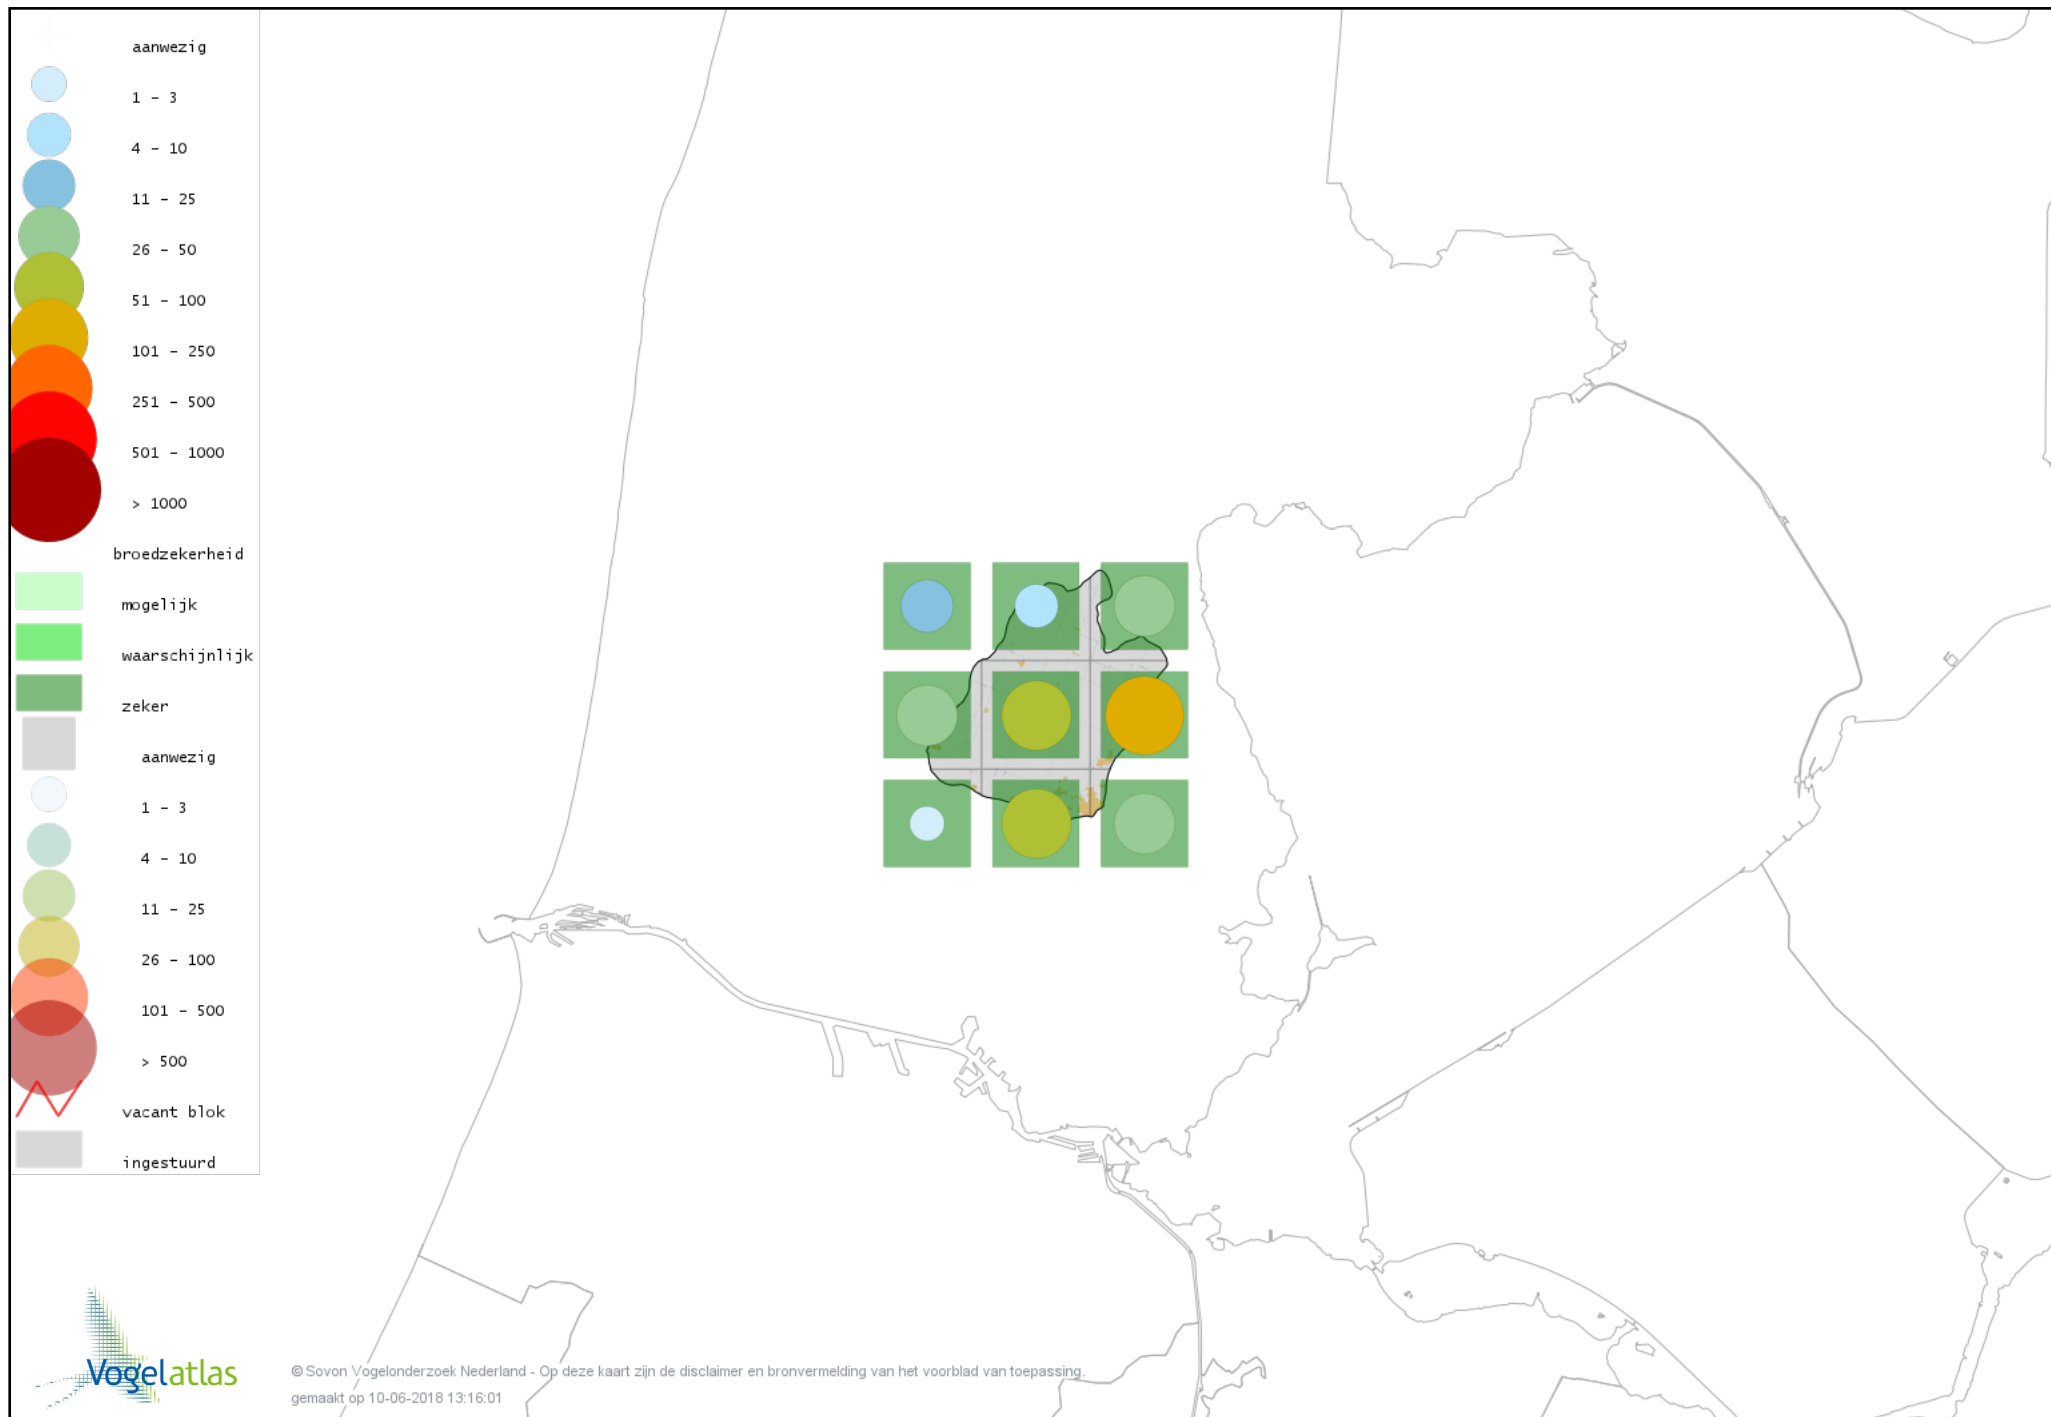 aanwezig
1 - 3
4 - 10
11 - 25
26 - 50
51 - 100
101 - 250
251 - 500
501 - 1000
> 1000
broedzekerheid
mogelijk
waarschijnlijk
zeker
aanwezig
1 - 3
4 - 10
11 - 25
26 - 100
101 - 500
> 500
vacant blok
ingestuurd
Vogelatlas
© Sovon Vogelonderzoek Nederland - Op deze kaart zijn de disclaimer en bronvermelding van het voorblad van toepassing.
gemaakt op 10-06-2018 13:16:01